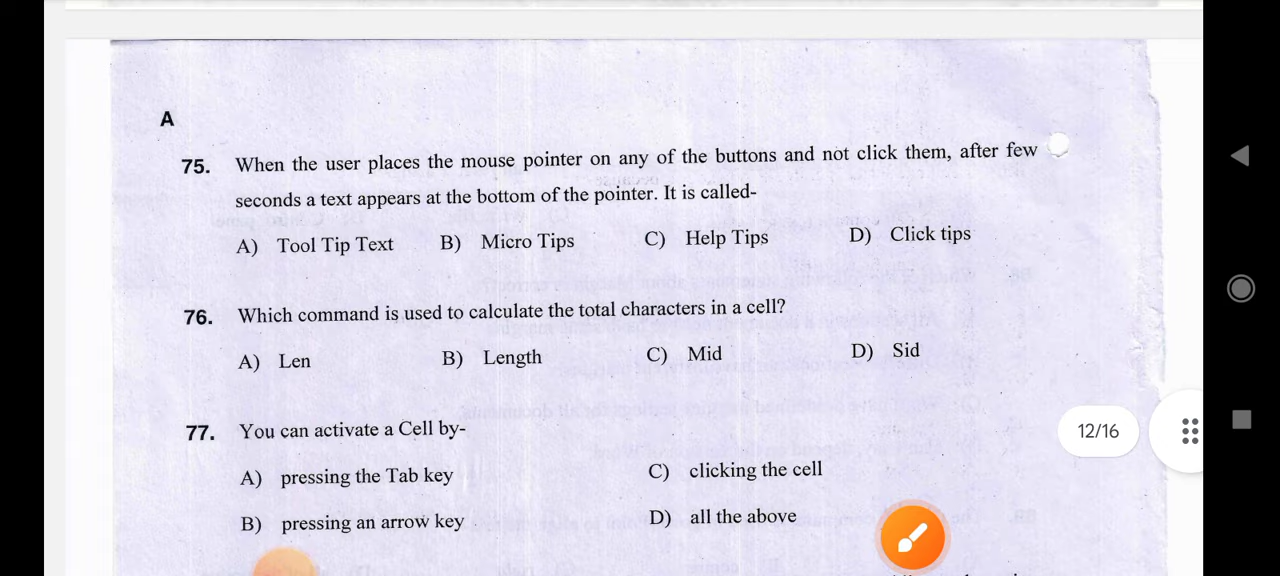 A
75. When the user places the mouse pointer on any of the buttons and not click them, after few
seconds a text appears at the bottom of the pointer. It is called-
A) Tool Tip Text B) Micro Tips C) Help Tips D) Click tips
76. Which command is used to calculate the total characters in a cell?
A) Len B) Length C) Mid D) Sid
77. You can activate a Cell by-
A) pressing the Tab key C) clicking the cell
B) pressing an arrow key D) all the above
12/16